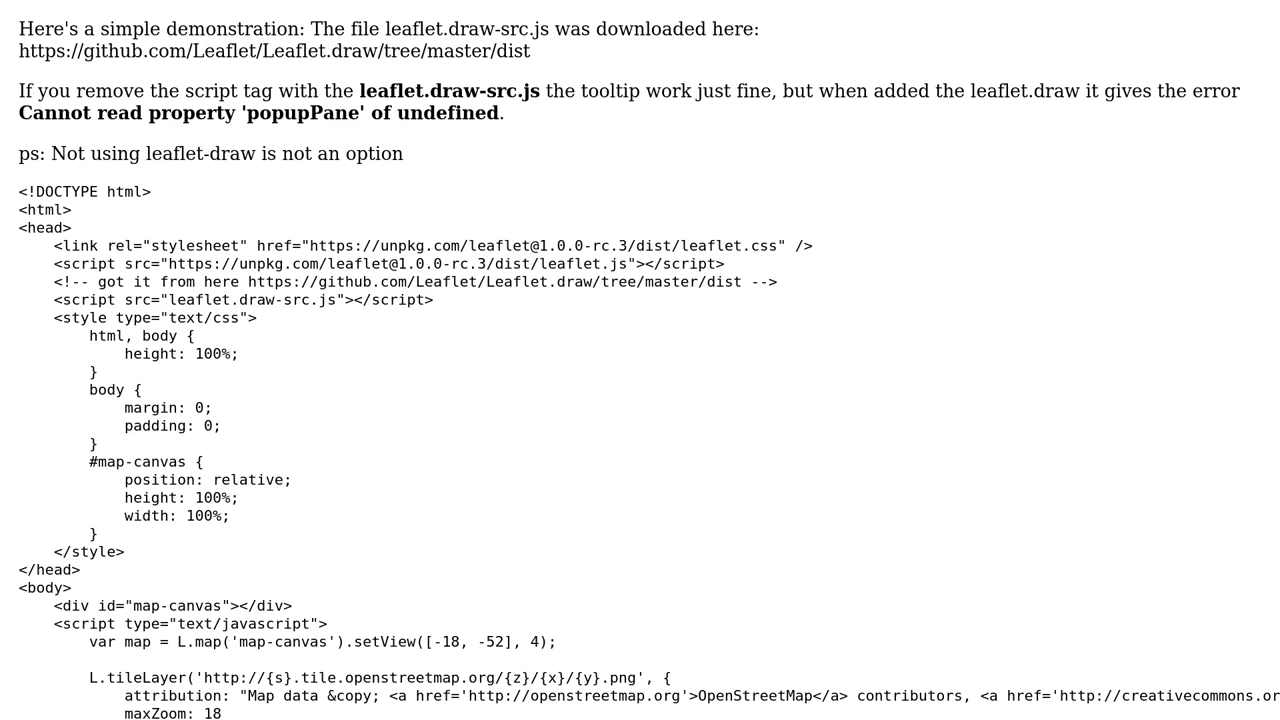 Here's a simple demonstration: The file leaflet.draw-src.js was downloaded here:
https://github.com/Leaflet/Leaflet.draw/tree/master/dist
If you remove the script tag with the leaflet.draw-src.js the tooltip work just fine, but when added the leaflet.draw it gives the error
Cannot read property 'popupPane' of undefined.
ps: Not using leaflet-draw is not an option
<!DOCTYPE html>
<html>
<head>
    <link rel="stylesheet" href="https://unpkg.com/leaflet@1.0.0-rc.3/dist/leaflet.css" />
    <script src="https://unpkg.com/leaflet@1.0.0-rc.3/dist/leaflet.js"></script>
    <!-- got it from here https://github.com/Leaflet/Leaflet.draw/tree/master/dist -->
    <script src="leaflet.draw-src.js"></script>
    <style type="text/css">
        html, body {
            height: 100%;
        }
        body {
            margin: 0;
            padding: 0;
        }
        #map-canvas {
            position: relative;
            height: 100%;
            width: 100%;
        }
    </style>
</head>
<body>
    <div id="map-canvas"></div>
    <script type="text/javascript">
        var map = L.map('map-canvas').setView([-18, -52], 4);
        L.tileLayer('http://{s}.tile.openstreetmap.org/{z}/{x}/{y}.png', {
            attribution: "Map data &copy; <a href='http://openstreetmap.org'>OpenStreetMap</a> contributors, <a href='http://creativecommons.or
            maxZoom: 18